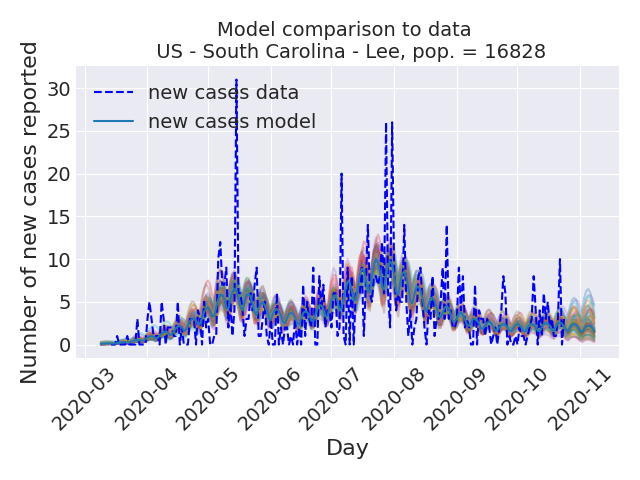 Model comparison to data
US - South Carolina - Lee, pop. = 16828
Number of new cases reported
30
25
20
15
10
5
0
new cases data
new cases model
2020-03
2020-04
2020-05
2020-06
2020-07
2020-08
2020-09
2020-10
2020-11
Day